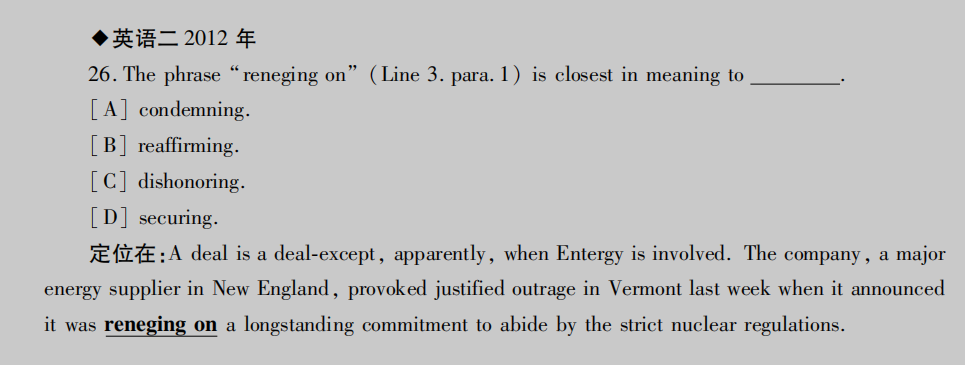 ◆英语二 2012 年
26. The phrase “reneging on” (Line 3. para. 1) is closest in meaning to ________.
[A] condemning.
[B] reaffirming.
[C] dishonoring.
[D] securing.
定位在:A deal is a deal-except, apparently, when Entergy is involved. The company, a major
energy supplier in New England, provoked justified outrage in Vermont last week when it announced
it was reneging on a longstanding commitment to abide by the strict nuclear regulations.